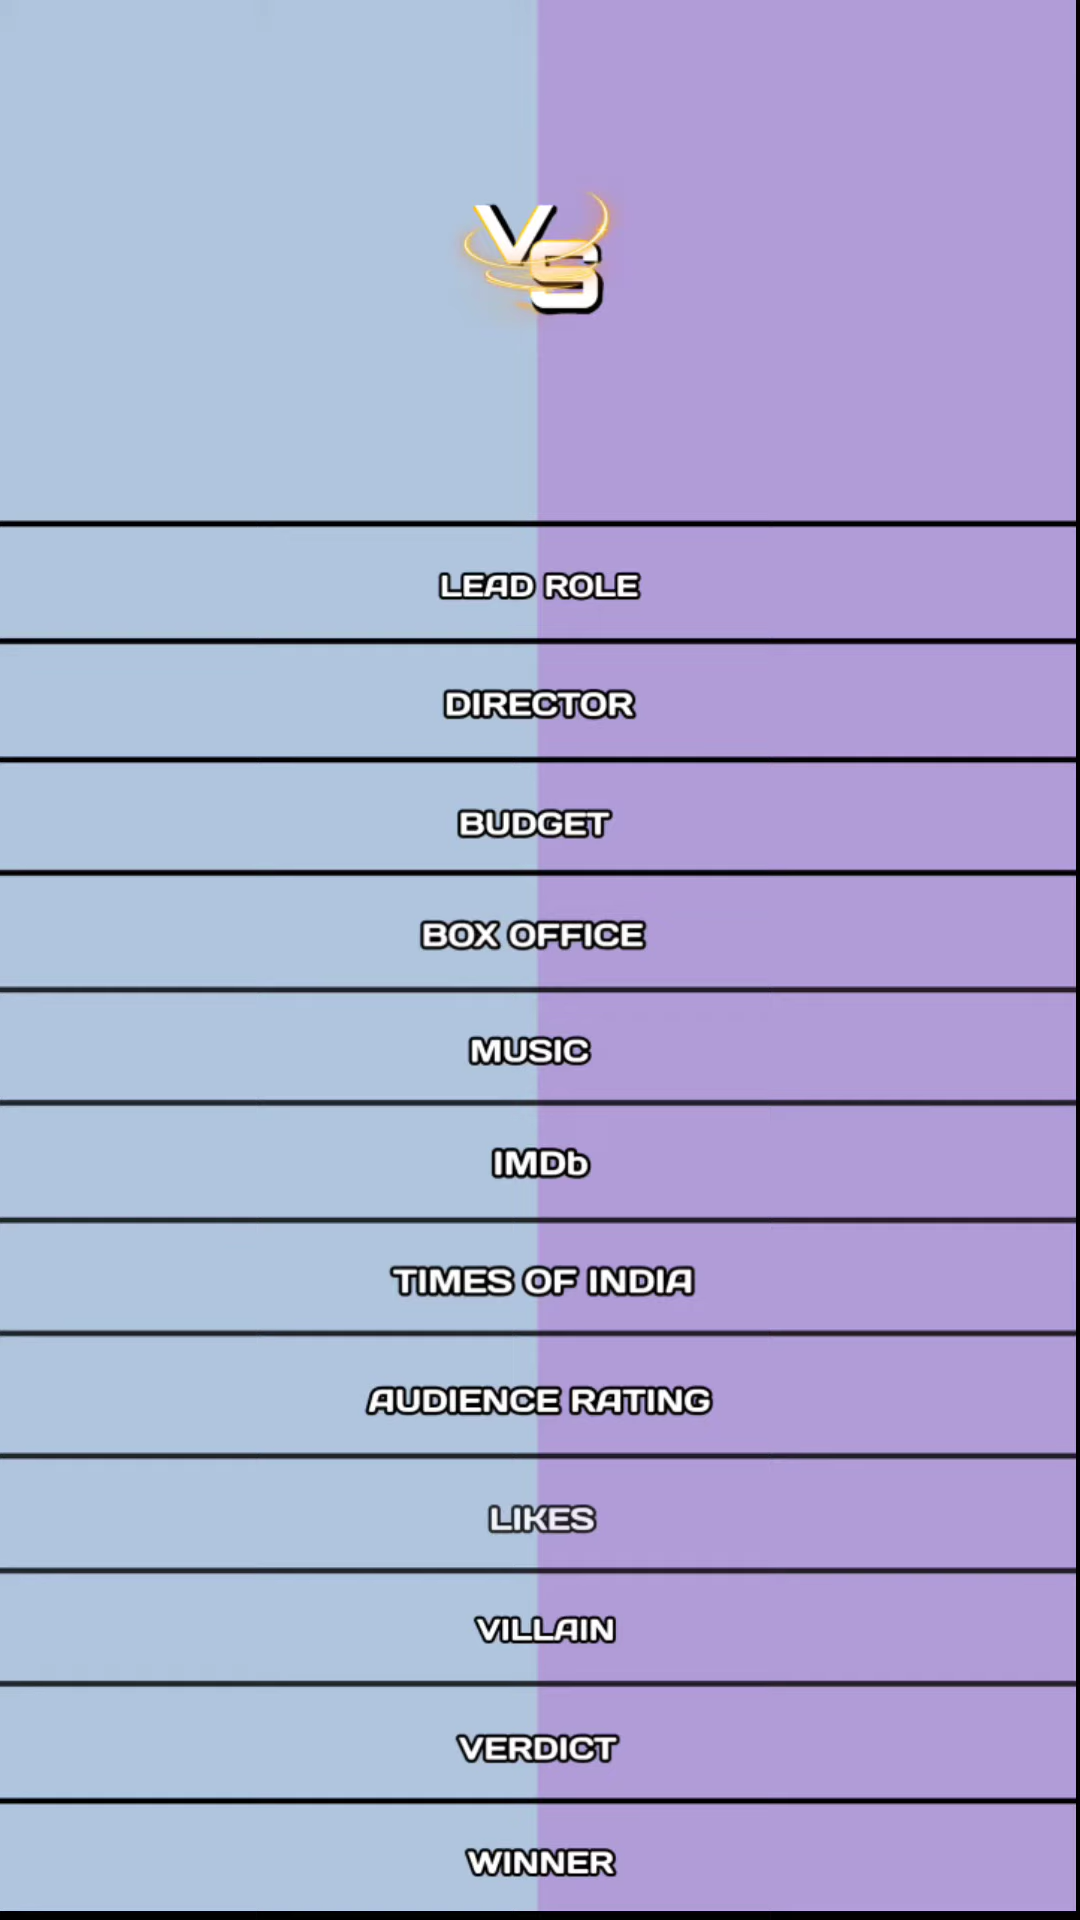 VS
LEAD ROLE
DIRECTOR
BUDGET
BOX OFFICE
MUSIC
IMDb
TIMES OF INDIA
AUDIENCE RATING
LIKES
VILLAIN
VERDICT
WINNER